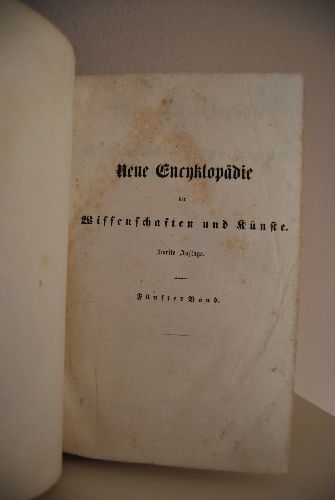 Neue Encyklopädie
der
Wissenschaften und Künste.
Zweite Auflage.
Fünfter Band.